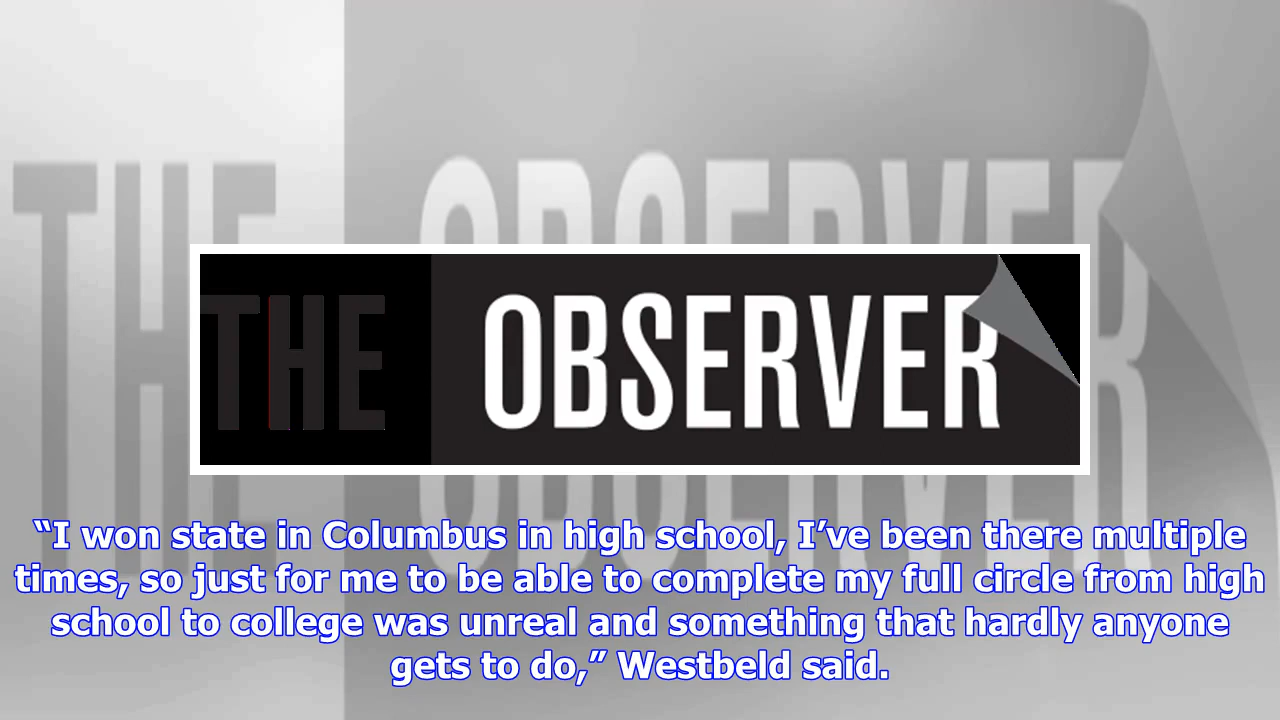 THE OBSERVER
THE OBSERVER
“I won state in Columbus in high school, I’ve been there multiple
times, so just for me to be able to complete my full circle from high
school to college was unreal and something that hardly anyone
gets to do,” Westbeld said.